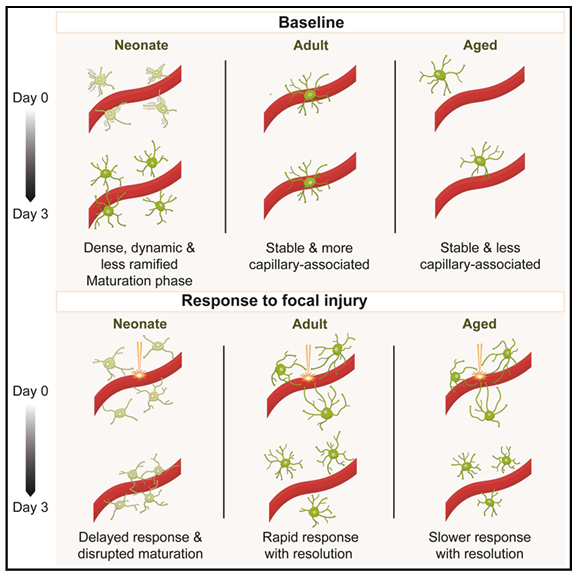 Baseline
Neonate
Adult
Aged
Day 0
Day 3
Dense, dynamic &
less ramified
Maturation phase
Stable & more
capillary-associated
Stable & less
capillary-associated
Response to focal injury
Neonate
Adult
Aged
Day 0
Day 3
Delayed response &
disrupted maturation
Rapid response
with resolution
Slower response
with resolution